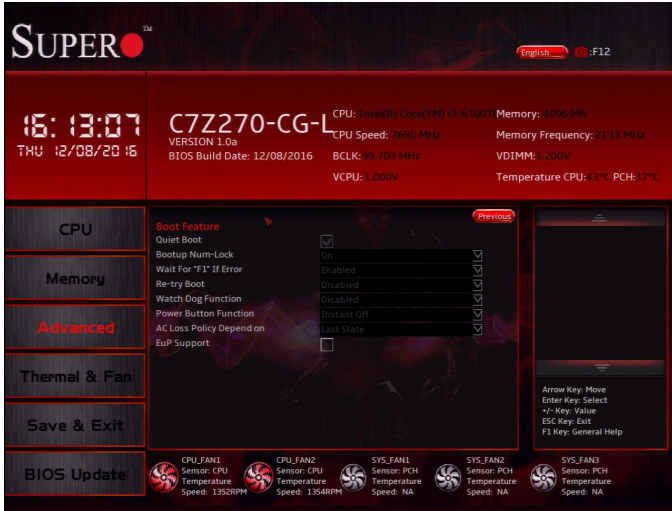 SUPER TM
English :F12
16:13:07
THU 12/08/2016
C7Z270-CG-L
VERSION 1.0a
BIOS Build Date: 12/08/2016
CPU: Intel(R) Core(TM) i3-6100T
CPU Speed: 2690 MHz
BCLK: 99.700 MHz
VCPU: 1.000V
Memory: 4096 MB
Memory Frequency: 2133 MHz
VDIMM: 1.200V
Temperature CPU: 43°C PCH: 37°C
CPU
Memory
Advanced
Thermal & Fan
Save & Exit
BIOS Update
Previous
Boot Feature
Quiet Boot
Bootup Num-Lock On
Wait For "F1" If Error Enabled
Re-try Boot Disabled
Watch Dog Function Disabled
Power Button Function Instant Off
AC Loss Policy Depend on Last State
EuP Support
Arrow Key: Move
Enter Key: Select
+/- Key: Value
ESC Key: Exit
F1 Key: General Help
CPU_FAN1
Sensor: CPU
Temperature
Speed: 1352RPM
CPU_FAN2
Sensor: CPU
Temperature
Speed: 1354RPM
SYS_FAN1
Sensor: PCH
Temperature
Speed: NA
SYS_FAN2
Sensor: PCH
Temperature
Speed: NA
SYS_FAN3
Sensor: PCH
Temperature
Speed: NA